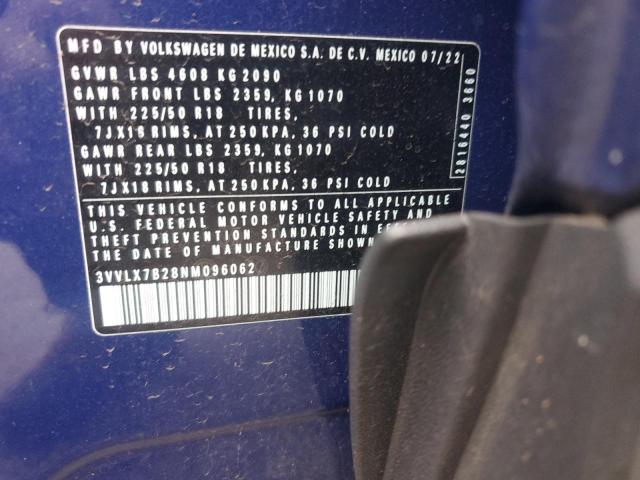 MFD BY VOLKSWAGEN DE MEXICO S.A. DE C.V. MEXICO 07/22
GVWR LBS 4608 KG 2090
GAWR FRONT LBS 2359, KG 1070
WITH 225/50 R18 TIRES,
7JX18 RIMS, AT 250 KPA, 36 PSI COLD
GAWR REAR LBS 2359, KG 1070
WITH 225/50 R18 TIRES,
7JX18 RIMS, AT 250 KPA, 36 PSI COLD
THIS VEHICLE CONFORMS TO ALL APPLICABLE
U.S. FEDERAL MOTOR VEHICLE SAFETY AND
THEFT PREVENTION STANDARDS IN
THE DATE OF MANUFACTURE SHOWN
3VVLX7B28NM096062
2816440 3660